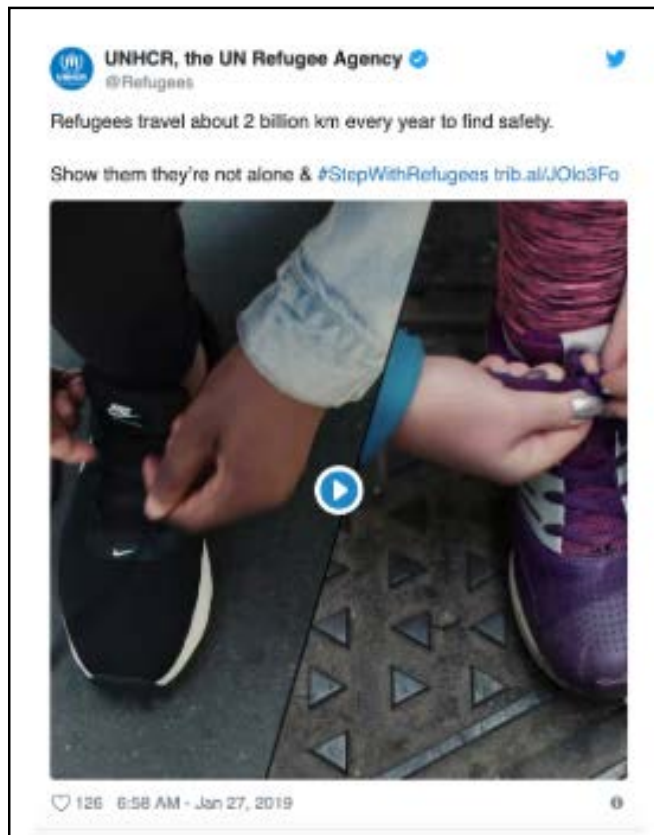 UNHCR, the UN Refugee Agency
@Refugees
UNHCR
Refugees travel about 2 billion km every year to find safety.
Show them they're not alone & #StepWithRefugees trib.al/JOlo3Fo
126 6:58 AM - Jan 27, 2019